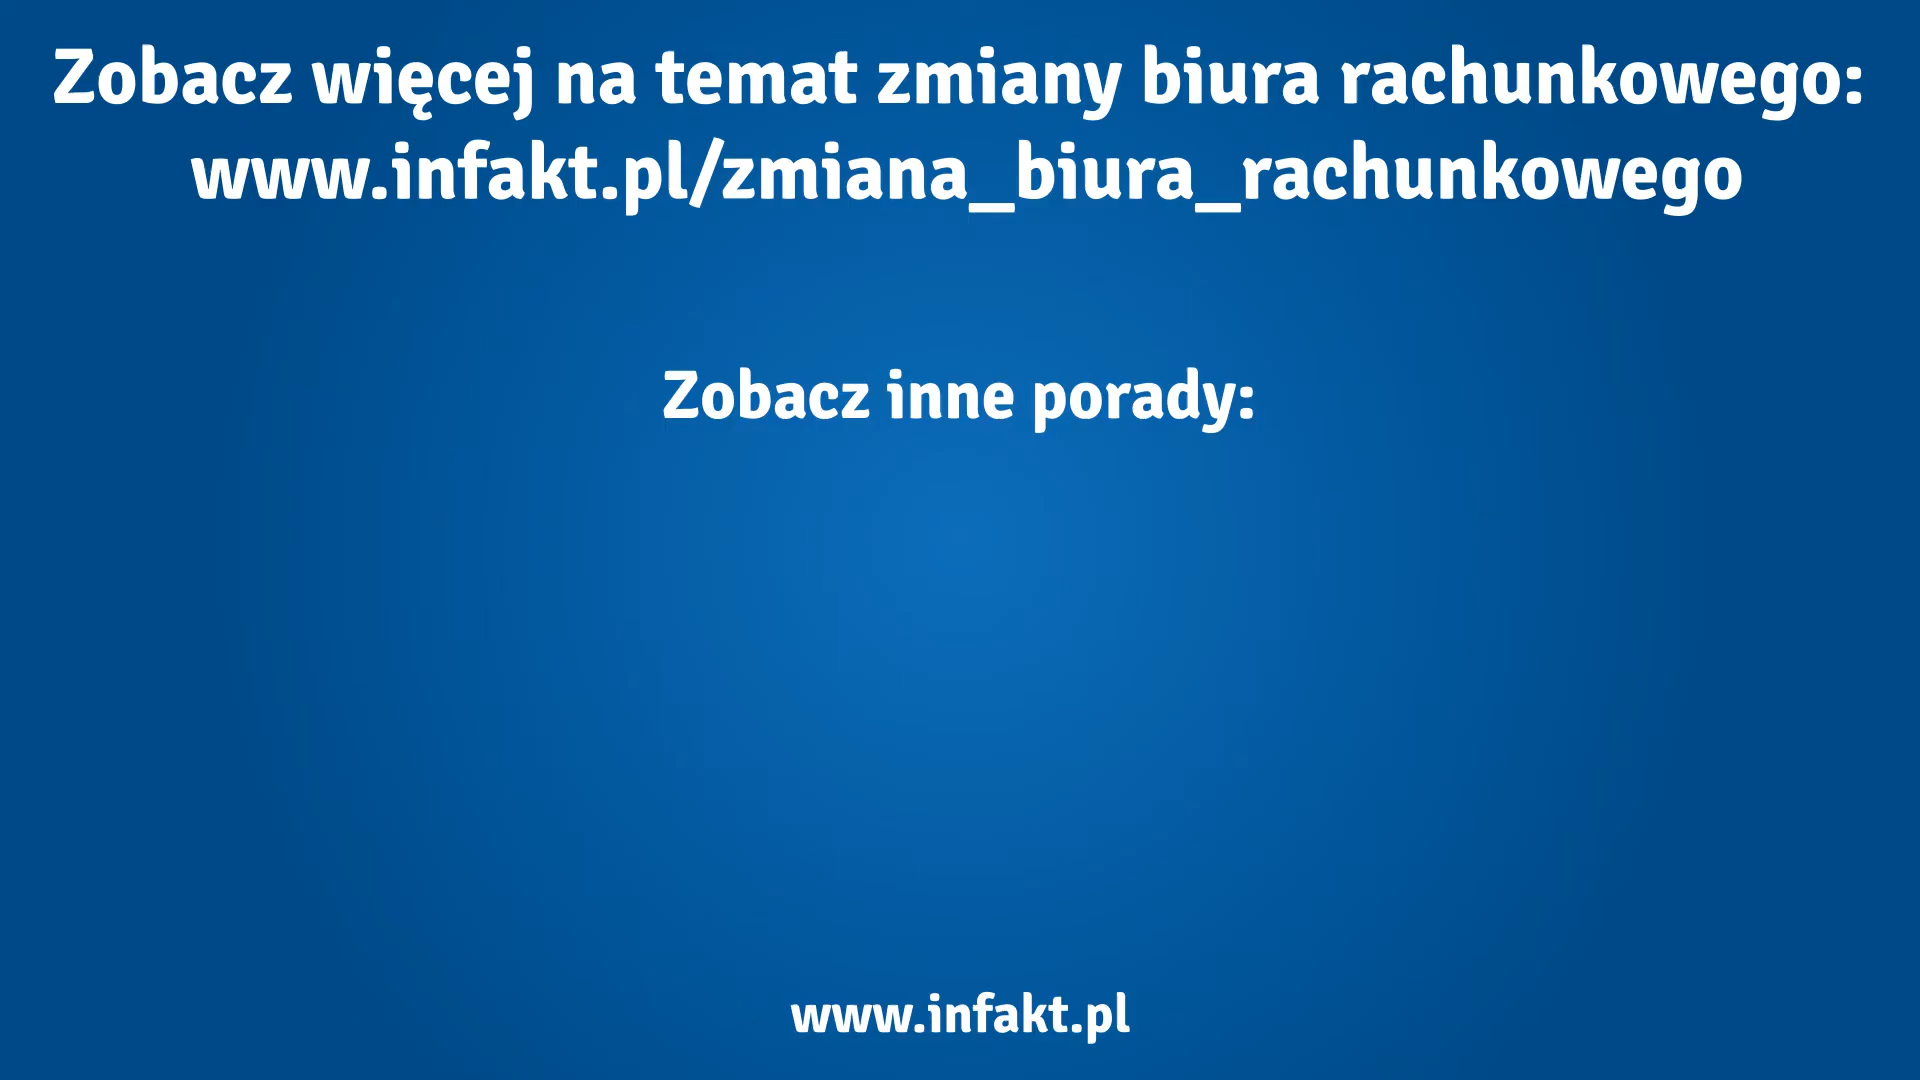 Zobacz więcej na temat zmiany biura rachunkowego:
www.infakt.pl/zmiana_biura_rachunkowego
Zobacz inne porady:
www.infakt.pl